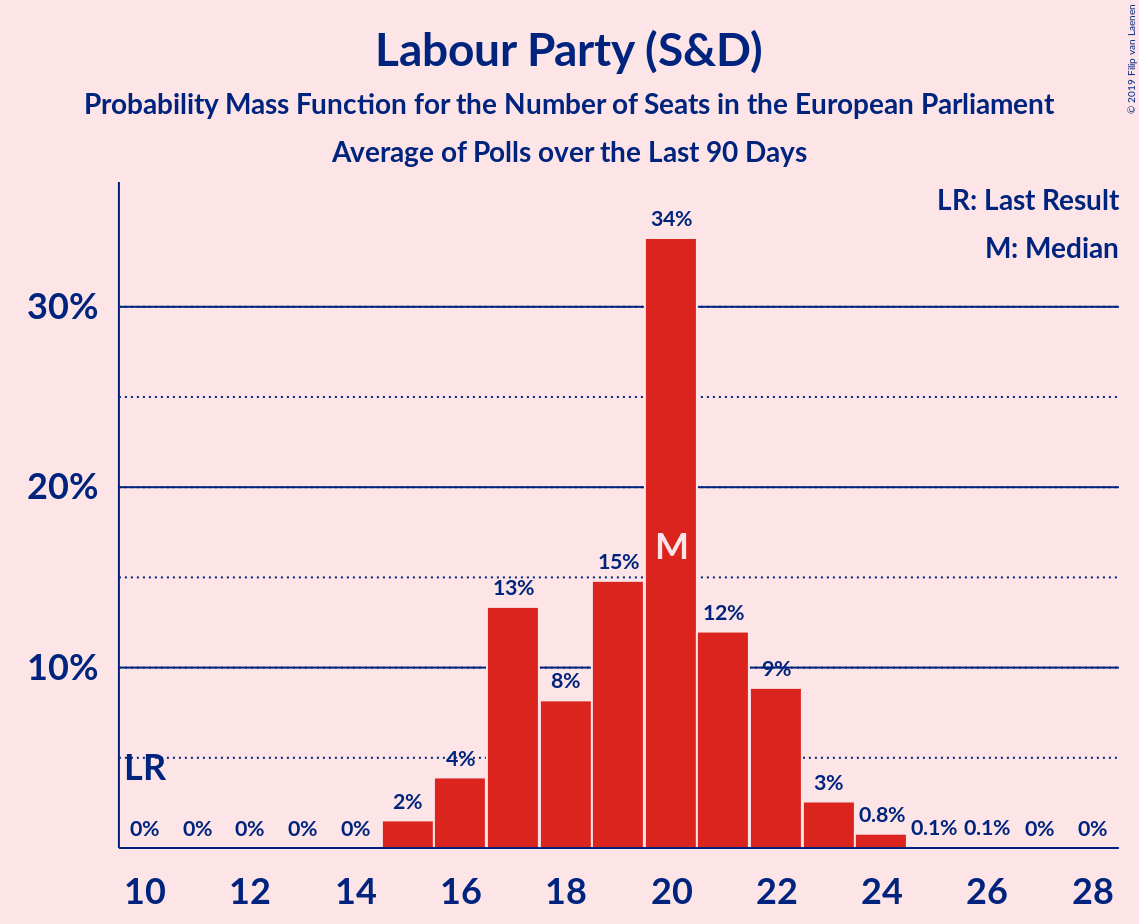 © 2019 Filip van Laenen
Labour Party (S&D)
Probability Mass Function for the Number of Seats in the European Parliament
Average of Polls over the Last 90 Days
LR: Last Result
M: Median
34%
30%
20%
M
15%
13%
12%
10%
9%
8%
LR
4%
3%
2%
0.8%
0% 0% 0% 0% 0% 0.1% 0.1% 0% 0%
10 12 14 16 18 20 22 24 26 28